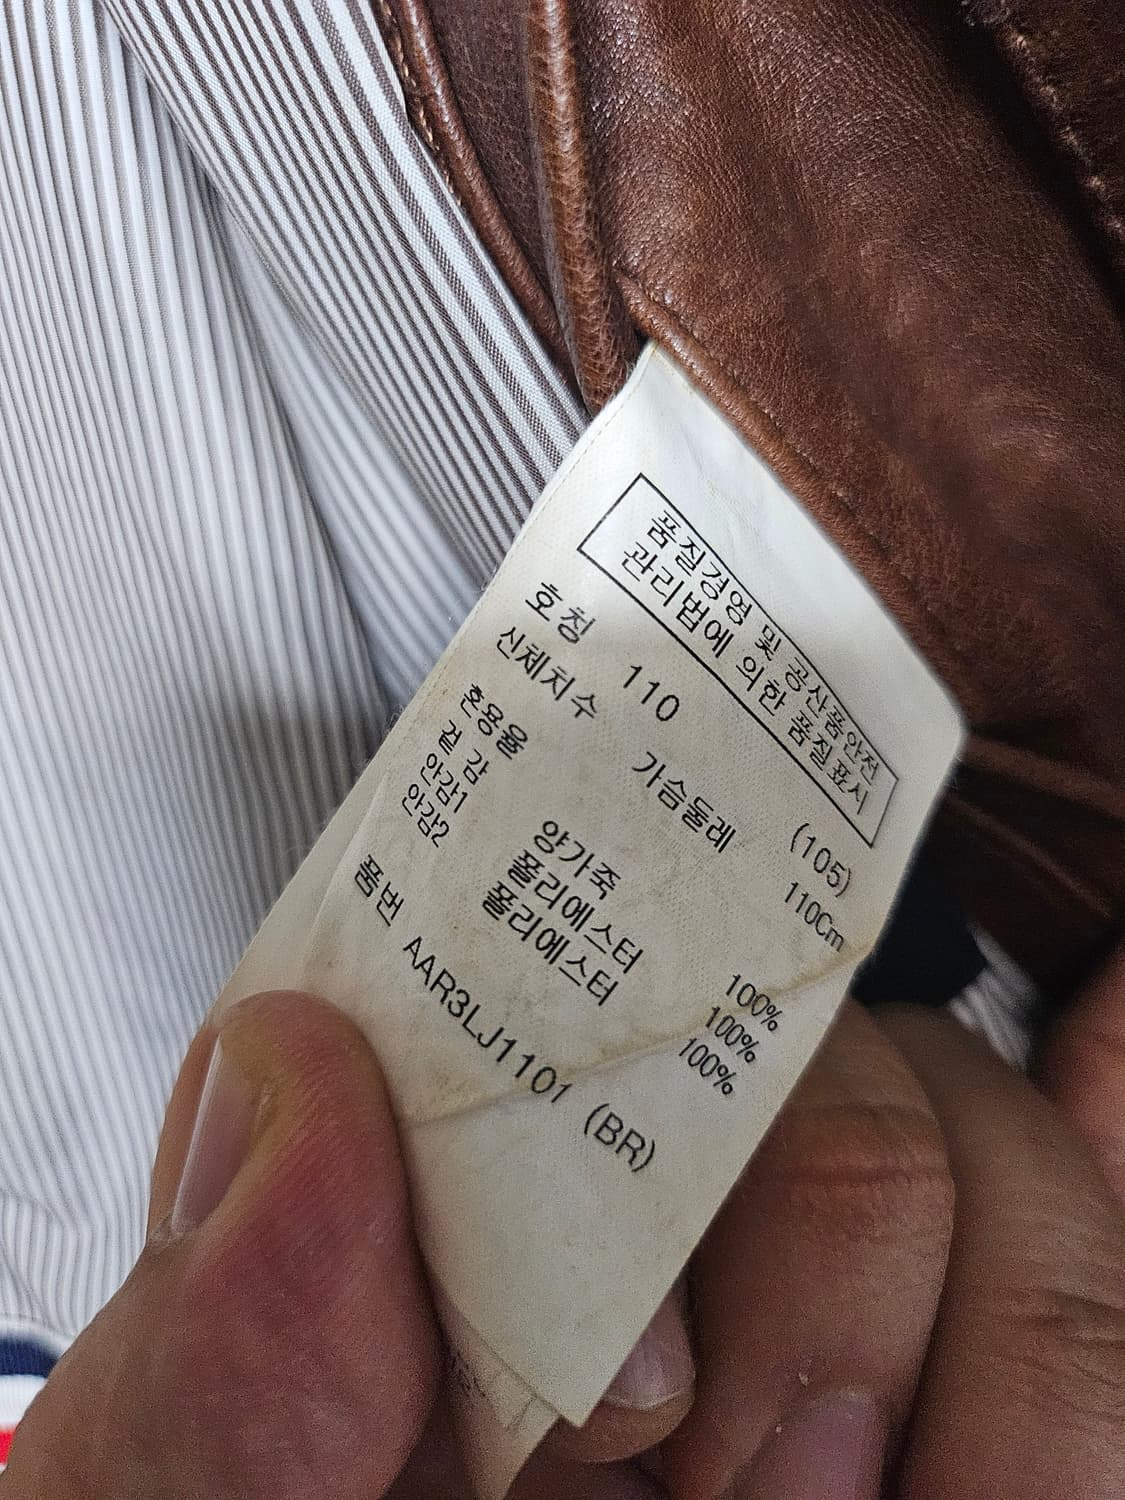 품질경영 및 공산품안전
관리법에 의한 품질표시
호칭 110 (105)
신체치수 가슴둘레 110Cm
혼용율
겉 감 양가죽 100%
안감1 폴리에스터 100%
안감2 폴리에스터 100%
품번 AAR3LJ1101 (BR)